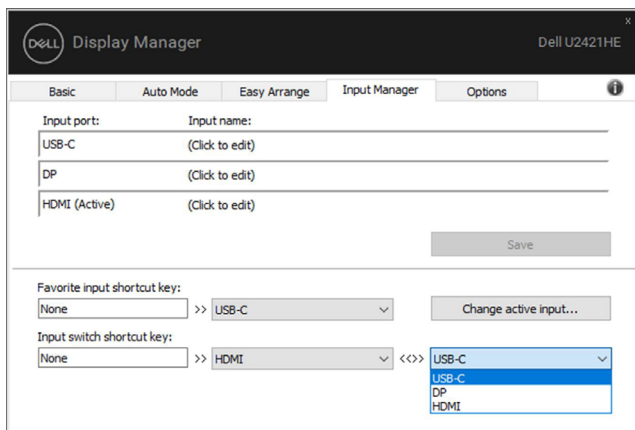 x
DELL Display Manager Dell U2421HE
Basic Auto Mode Easy Arrange Input Manager Options i
Input port: Input name:
USB-C (Click to edit)
DP (Click to edit)
HDMI (Active) (Click to edit)
Save
Favorite input shortcut key:
None >> USB-C Change active input...
Input switch shortcut key:
None >> HDMI <<>> USB-C
USB-C
DP
HDMI